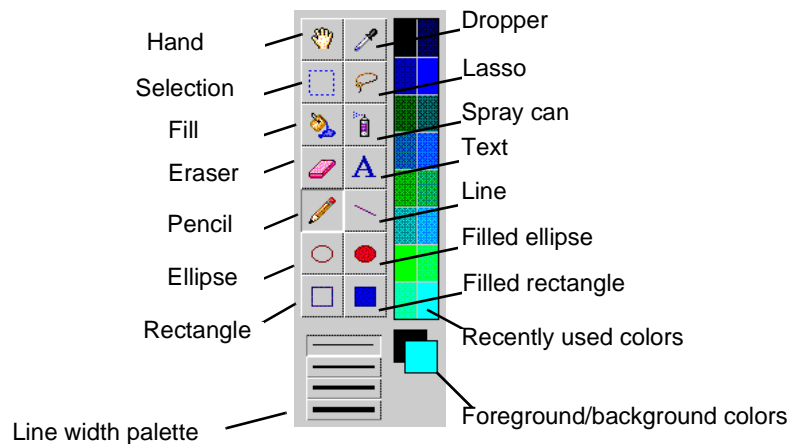 Hand
Dropper
Selection
Lasso
Fill
Spray can
Eraser
Text
A
Pencil
Line
Ellipse
Filled ellipse
Rectangle
Filled rectangle
Recently used colors
Line width palette
Foreground/background colors